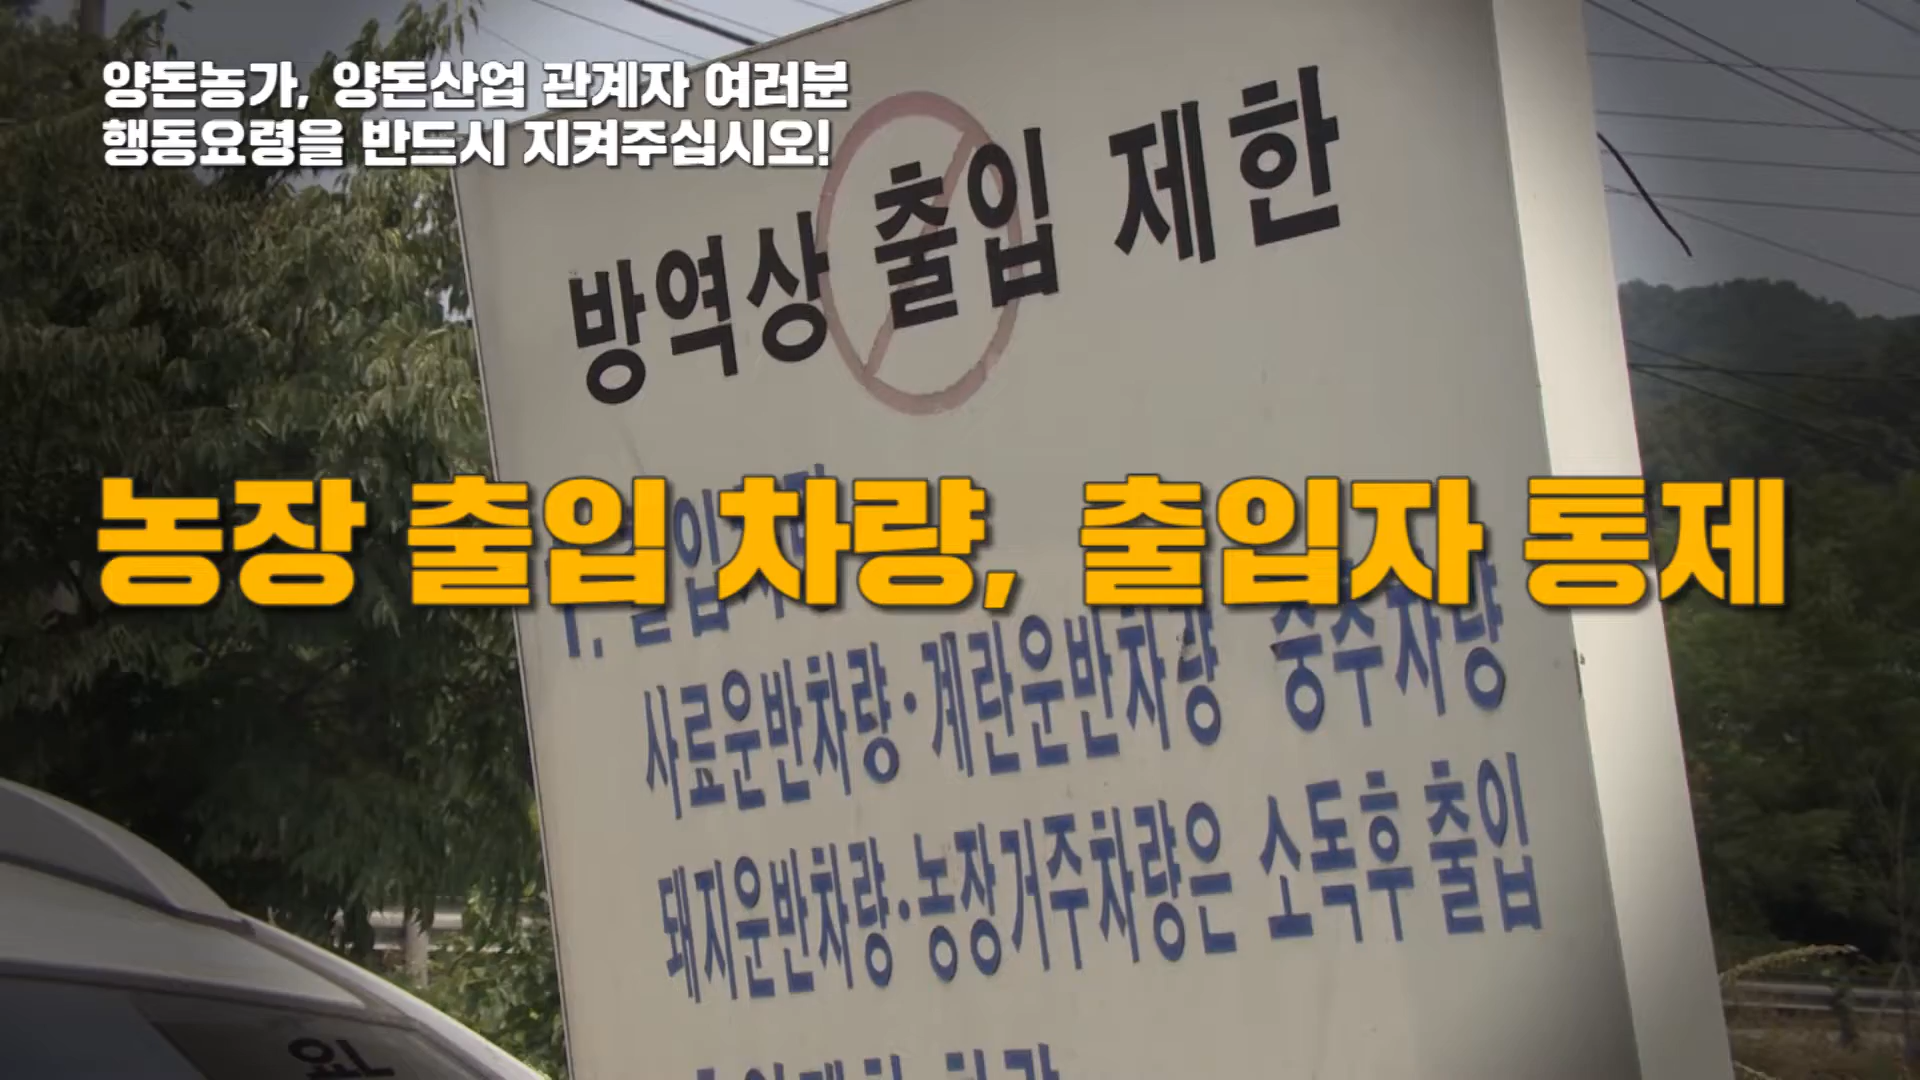 양돈농가, 양돈산업 관계자 여러분
행동요령을 반드시 지켜주십시오!
방역상 출입 제한
농장 출입 차량, 출입자 통제
사료운반차량·계란운반차량 중추차량
돼지운반차량·농장거주차량은 소독후 출입